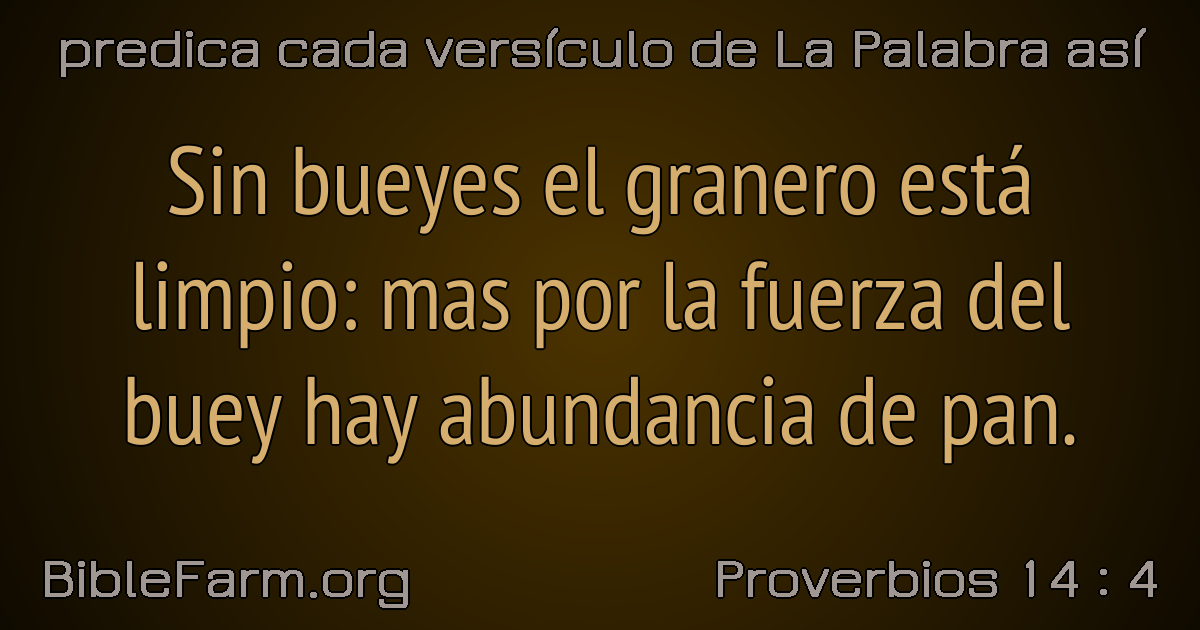 predica cada versículo de La Palabra así
Sin bueyes el granero está
limpio: mas por la fuerza del
buey hay abundancia de pan.
BibleFarm.org
Proverbios 14 : 4